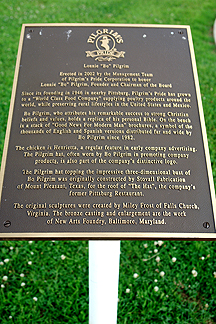 PILGRIM'S
PRIDE
Lonnie "Bo" Pilgrim
Erected in 2002 by the Management Team
of Pilgrim's Pride Corporation to honor
Lonnie "Bo" Pilgrim, Founder and Chairman of the Board
Since its founding in 1946 in nearby Pittsburg, Pilgrim's Pride has grown
to a "World Class Food Company" supplying poultry products around the
world, while preserving rural lifestyles in the United States and Mexico.
Bo Pilgrim, who attributes his remarkable success to strong Christian
beliefs and values, holds a replica of his personal Bible. On the bench
is a stack of "Good News For Modern Man" brochures, a symbol of the
thousands of English and Spanish versions distributed far and wide by
Bo Pilgrim since 1982.
The chicken is Henrietta, a regular feature in early company advertising.
The Pilgrim hat, often worn by Bo Pilgrim in promoting company
products, is also part of the company's distinctive logo.
The Pilgrim hat topping the impressive three-dimensional bust of
Bo Pilgrim was originally constructed by Stovall Fabrication
of Mount Pleasant, Texas, for the roof of "The Hat", the company's
former Pittsburg Restaurant.
The original sculptures were created by Miley Frost of Falls Church,
Virginia. The bronze casting and enlargement are the work
of New Arts Foundry, Baltimore, Maryland.